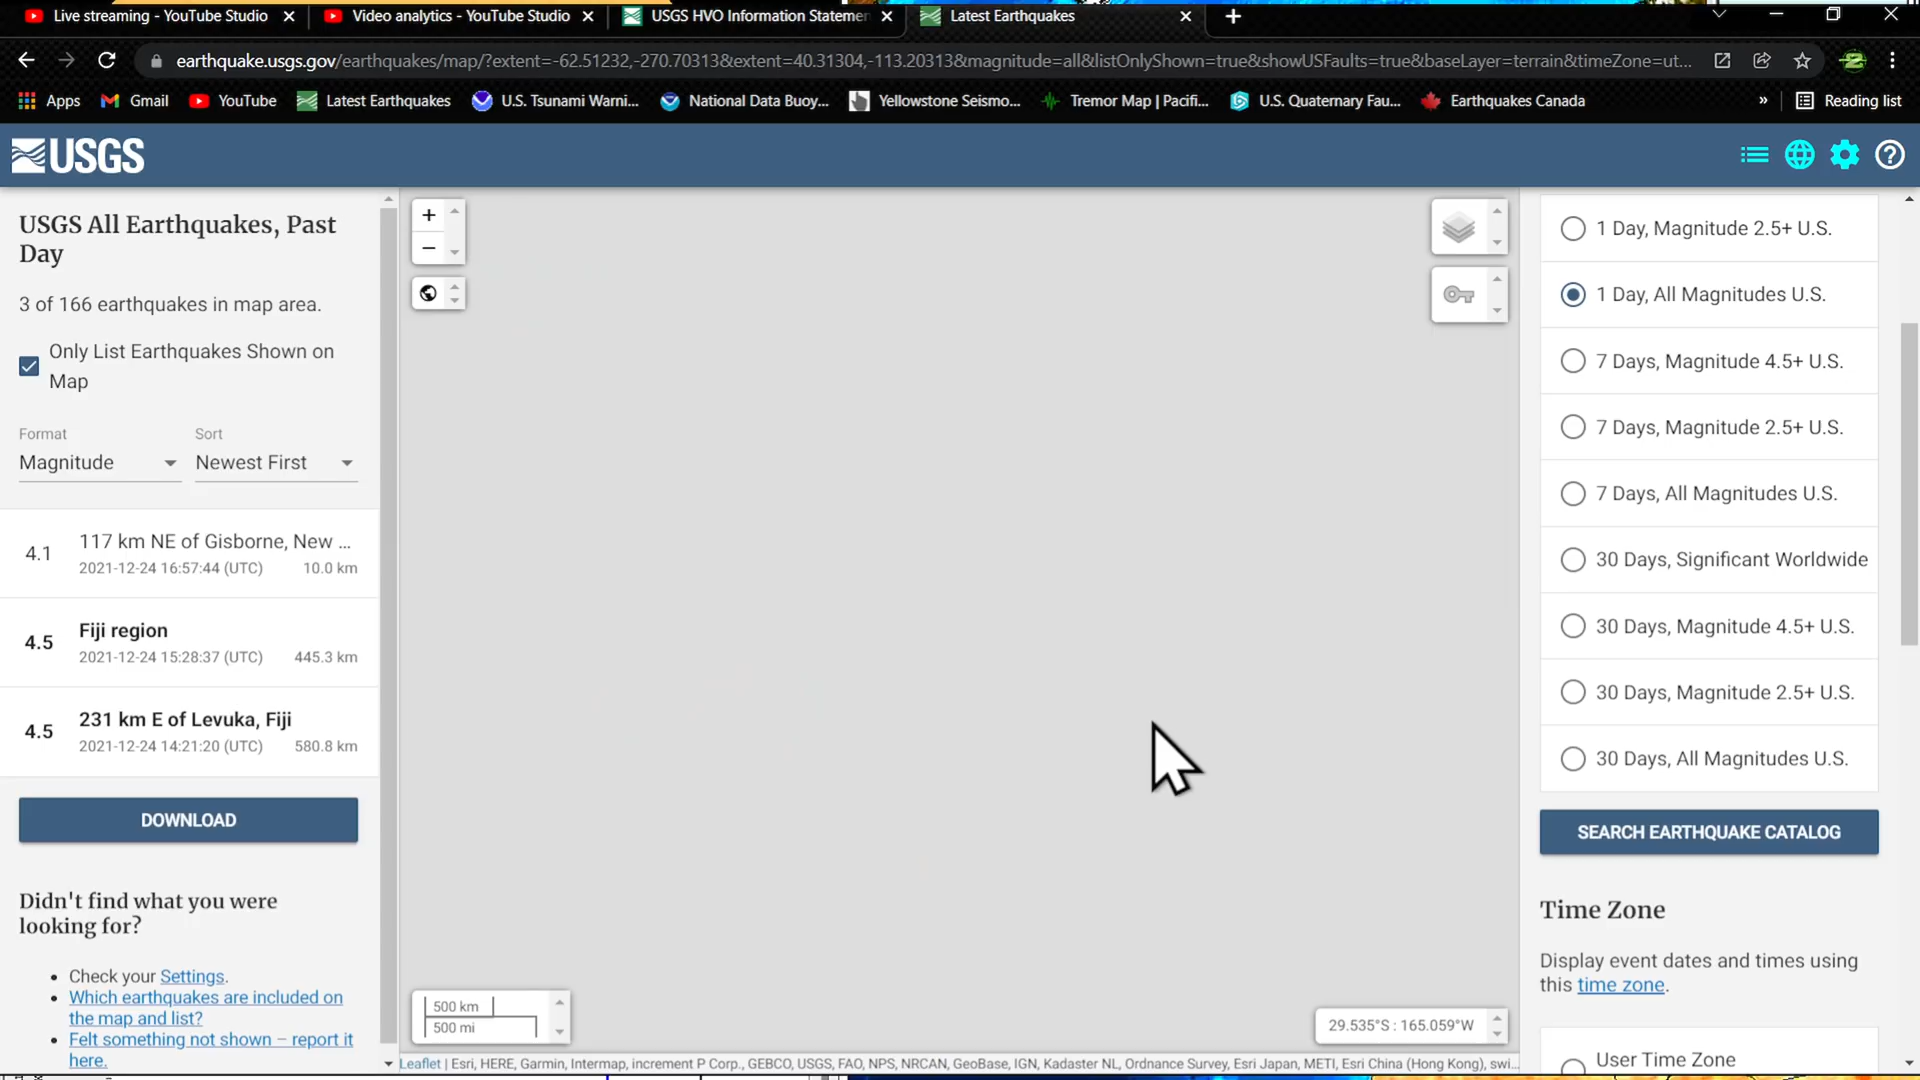 Live streaming - YouTube Studio
Video analytics - YouTube Studio
USGS HVO Information Statemen
Latest Earthquakes
earthquake.usgs.gov/earthquakes/map/?extent=-62.51232,-270.70313&extent=40.31304,-113.20313&magnitude=all&listOnlyShown=true&showUSFaults=true&baseLayer=terrain&timeZone=ut...
Apps
Gmail
YouTube
Latest Earthquakes
U.S. Tsunami Warni...
National Data Buoy...
Yellowstone Seismo...
Tremor Map | Pacifi...
U.S. Quaternary Fau...
Earthquakes Canada
»
Reading list
USGS
USGS All Earthquakes, Past
Day
3 of 166 earthquakes in map area.
Only List Earthquakes Shown on
Map
Format
Sort
Magnitude
Newest First
4.1
117 km NE of Gisborne, New ...
2021-12-24 16:57:44 (UTC)
10.0 km
4.5
Fiji region
2021-12-24 15:28:37 (UTC)
445.3 km
4.5
231 km E of Levuka, Fiji
2021-12-24 14:21:20 (UTC)
580.8 km
DOWNLOAD
Didn't find what you were
looking for?
• Check your Settings.
• Which earthquakes are included on
the map and list?
• Felt something not shown – report it
here.
+
−
500 km
500 mi
29.535°S : 165.059°W
Leaflet | Esri, HERE, Garmin, Intermap, increment P Corp., GEBCO, USGS, FAO, NPS, NRCAN, GeoBase, IGN, Kadaster NL, Ordnance Survey, Esri Japan, METI, Esri China (Hong Kong), swi...
1 Day, Magnitude 2.5+ U.S.
1 Day, All Magnitudes U.S.
7 Days, Magnitude 4.5+ U.S.
7 Days, Magnitude 2.5+ U.S.
7 Days, All Magnitudes U.S.
30 Days, Significant Worldwide
30 Days, Magnitude 4.5+ U.S.
30 Days, Magnitude 2.5+ U.S.
30 Days, All Magnitudes U.S.
SEARCH EARTHQUAKE CATALOG
Time Zone
Display event dates and times using
this time zone.
User Time Zone